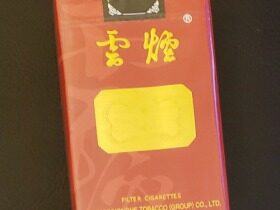 雲煙®
FILTER CIGARETTES
TOBACCO (GROUP) CO., LTD.